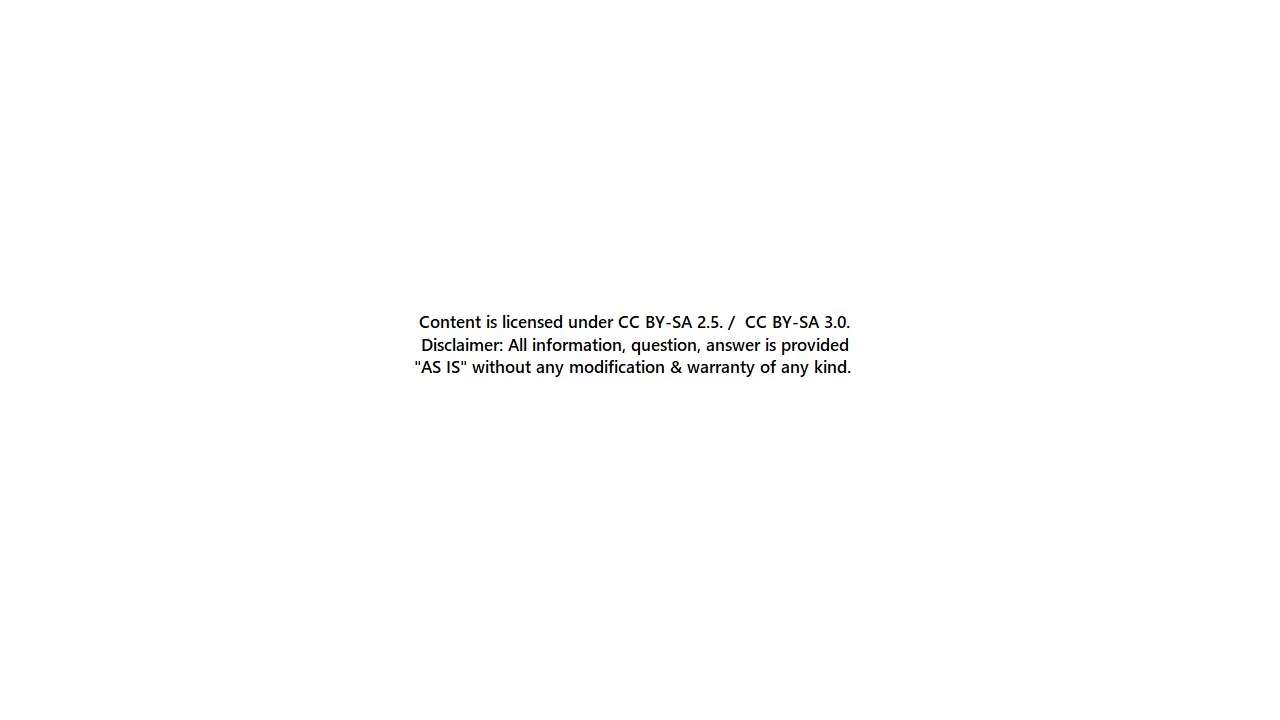 Content is licensed under CC BY-SA 2.5. /  CC BY-SA 3.0.
Disclaimer: All information, question, answer is provided
"AS IS" without any modification & warranty of any kind.